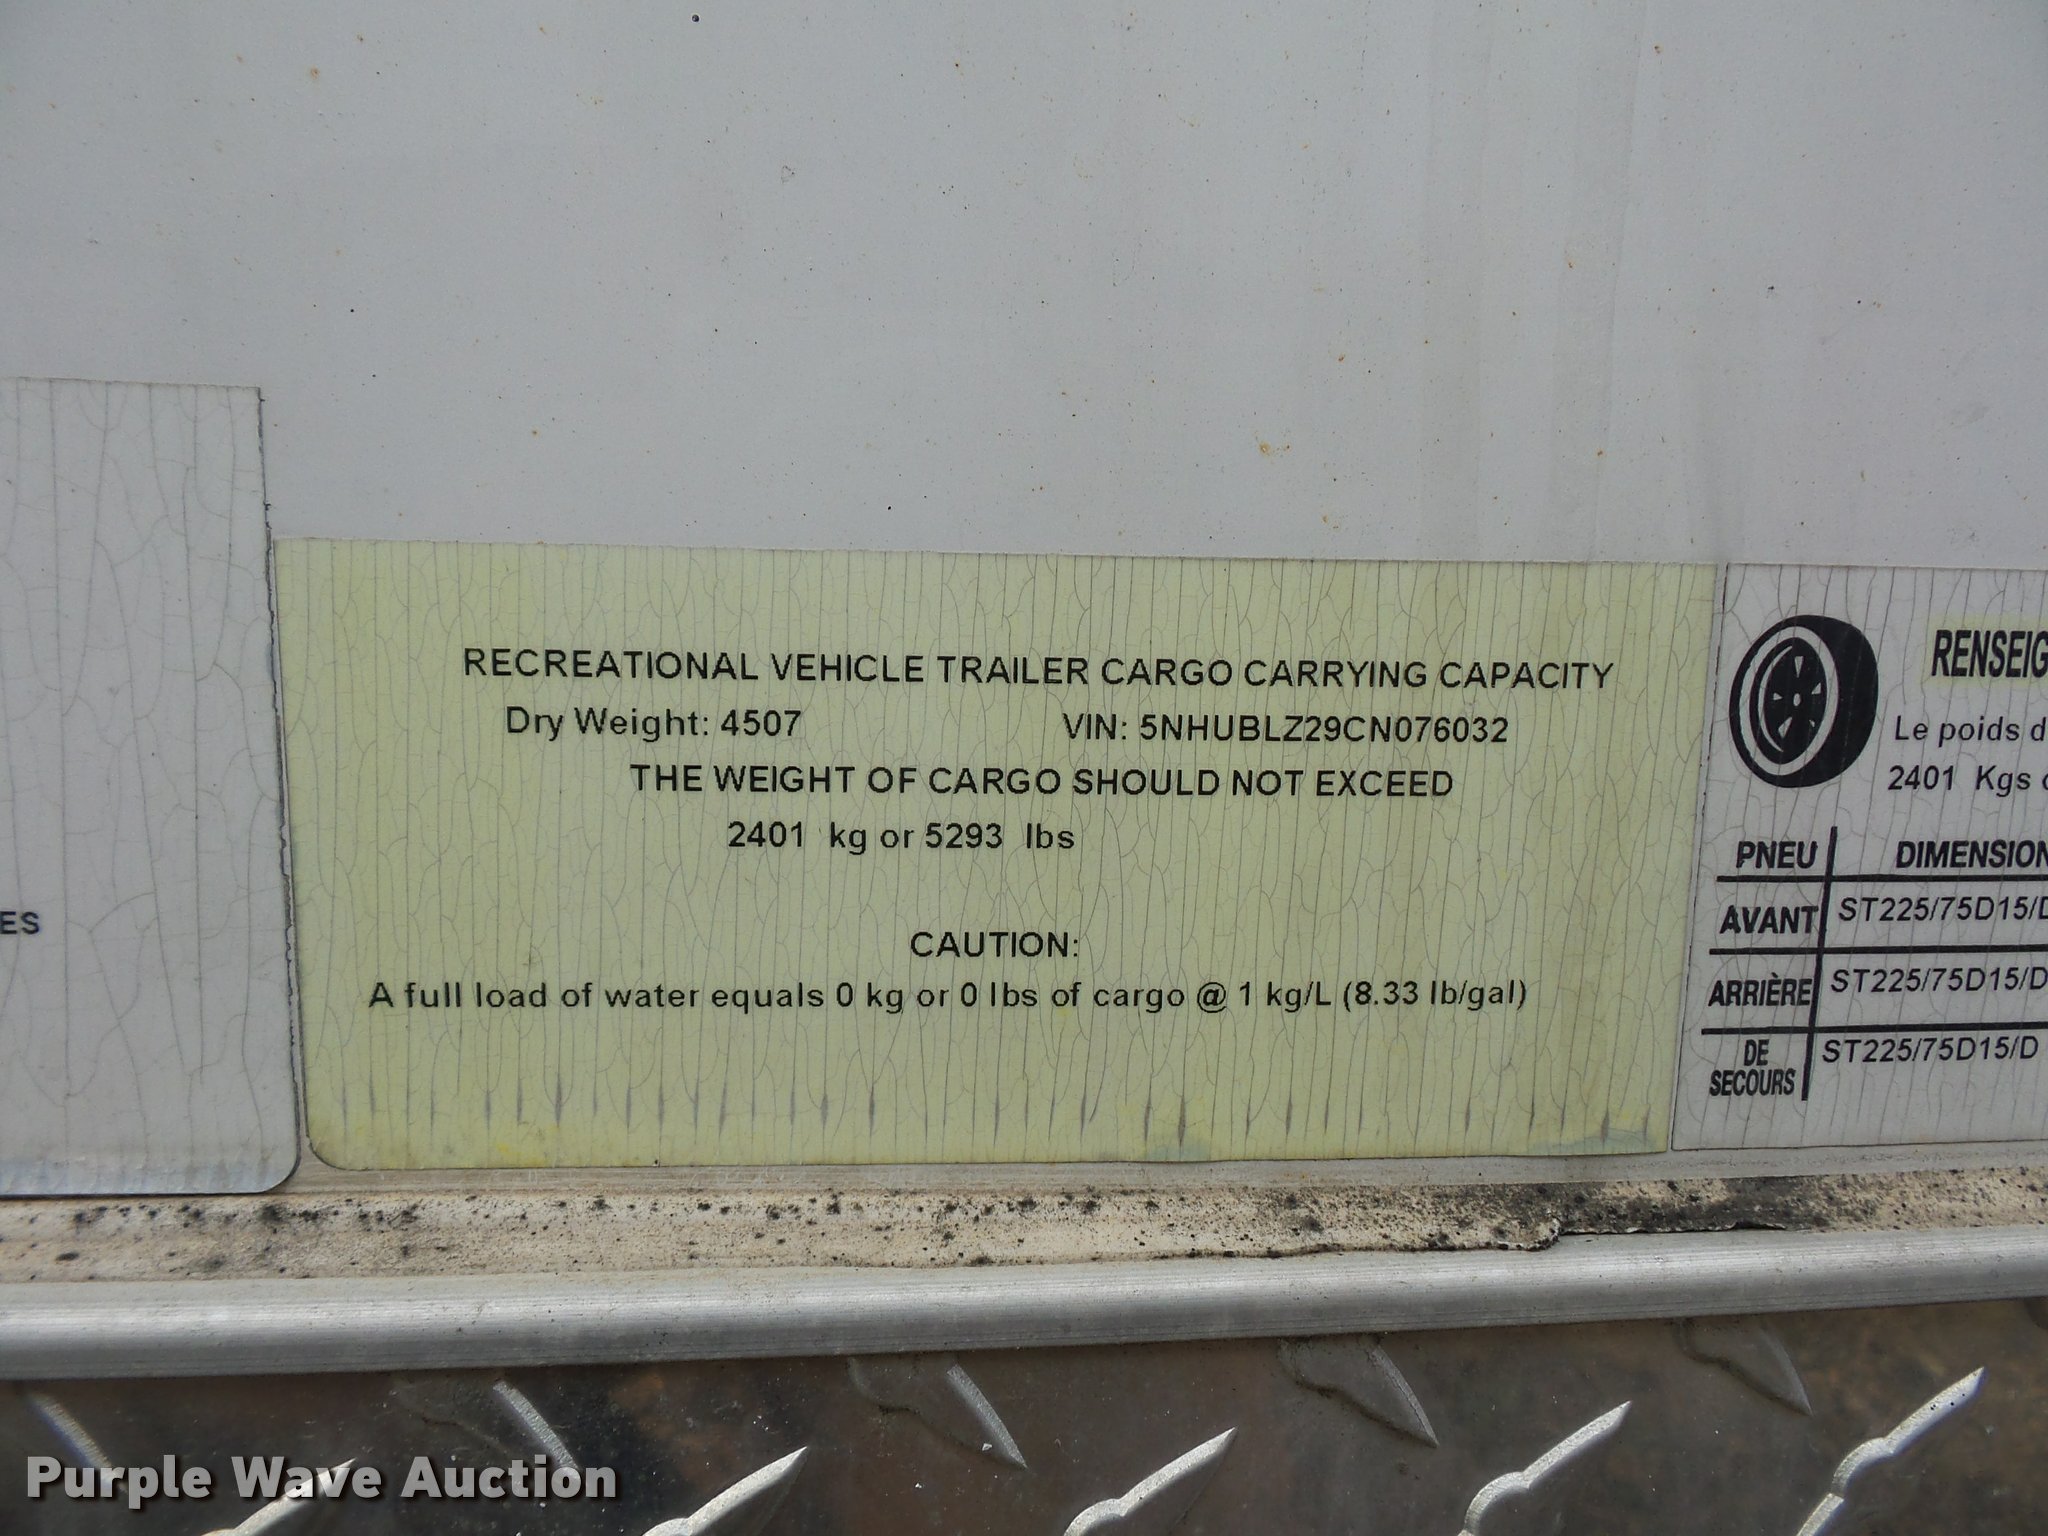 ES
RECREATIONAL VEHICLE TRAILER CARGO CARRYING CAPACITY
Dry Weight: 4507 VIN: 5NHUBLZ29CN076032
THE WEIGHT OF CARGO SHOULD NOT EXCEED
2401 kg or 5293 lbs
CAUTION:
A full load of water equals 0 kg or 0 lbs of cargo @ 1 kg/L (8.33 lb/gal)
RENSEIG
Le poids d
2401 Kgs o
PNEU DIMENSION
AVANT ST225/75D15/D
ARRIÈRE ST225/75D15/D
DE SECOURS ST225/75D15/D
Purple Wave Auction